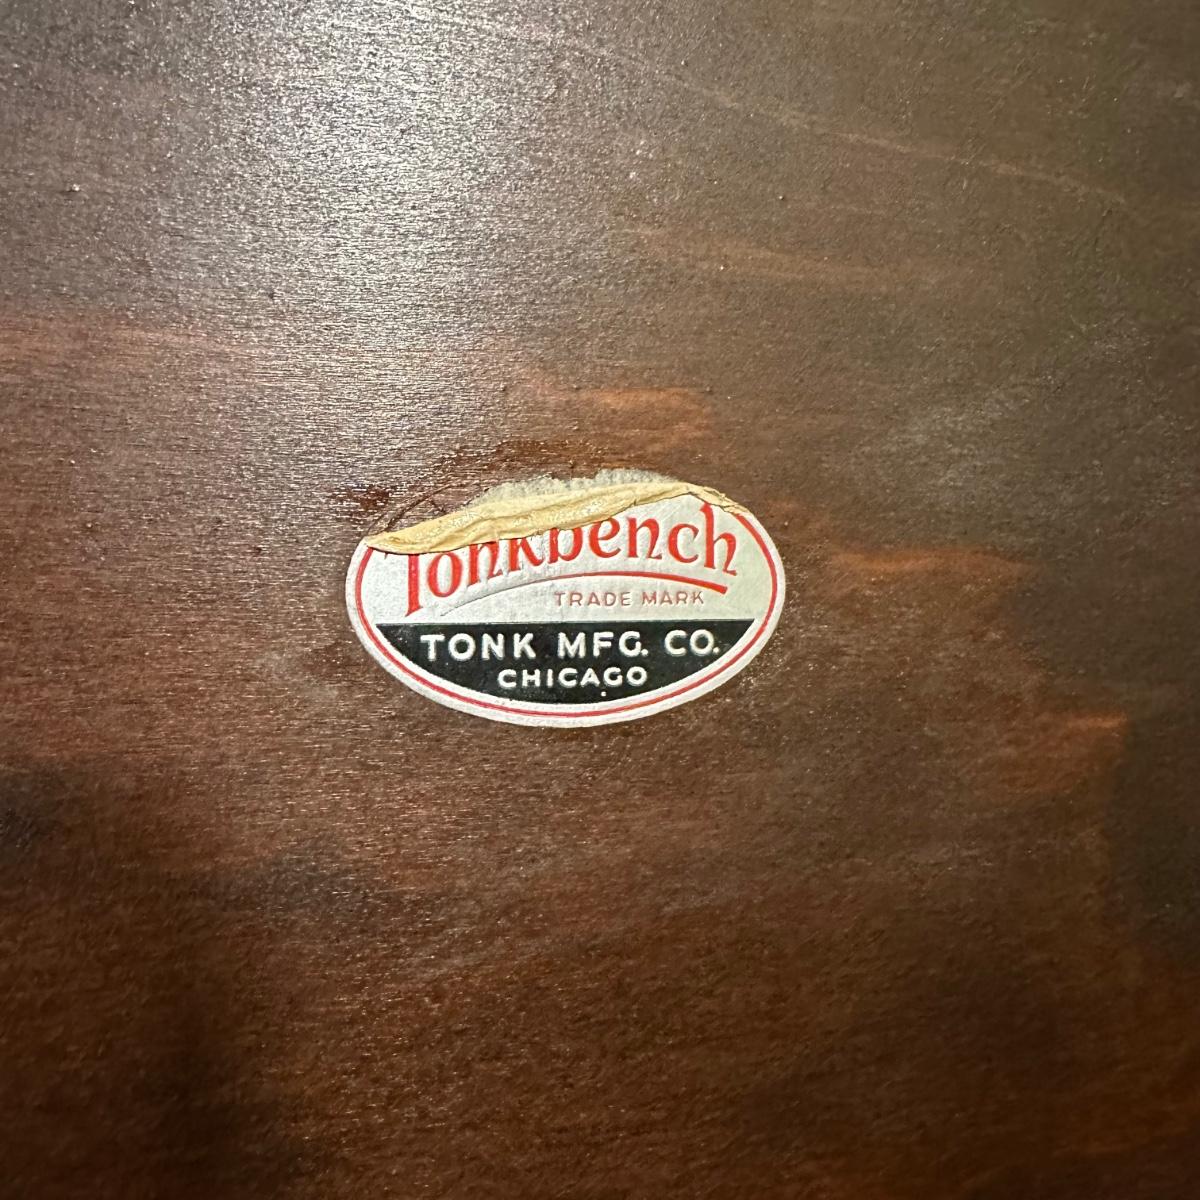 Tonkbench
TRADE MARK
TONK MFG. CO.
CHICAGO